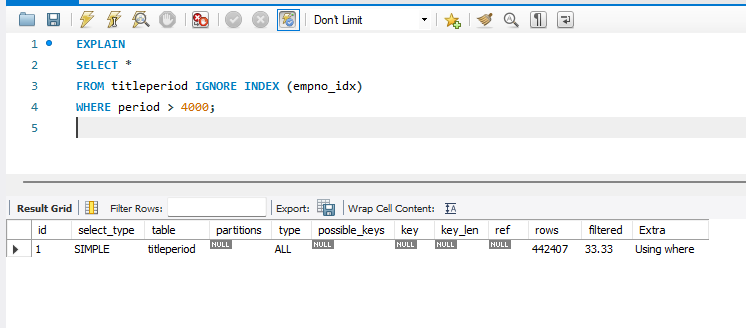 Don't Limit
1 EXPLAIN
2 SELECT *
3 FROM titleperiod IGNORE INDEX (empno_idx)
4 WHERE period > 4000;
5
Result Grid Filter Rows: Export: Wrap Cell Content:
id select_type table partitions type possible_keys key key_len ref rows filtered Extra
1 SIMPLE titleperiod NULL ALL NULL NULL NULL NULL 442407 33.33 Using where